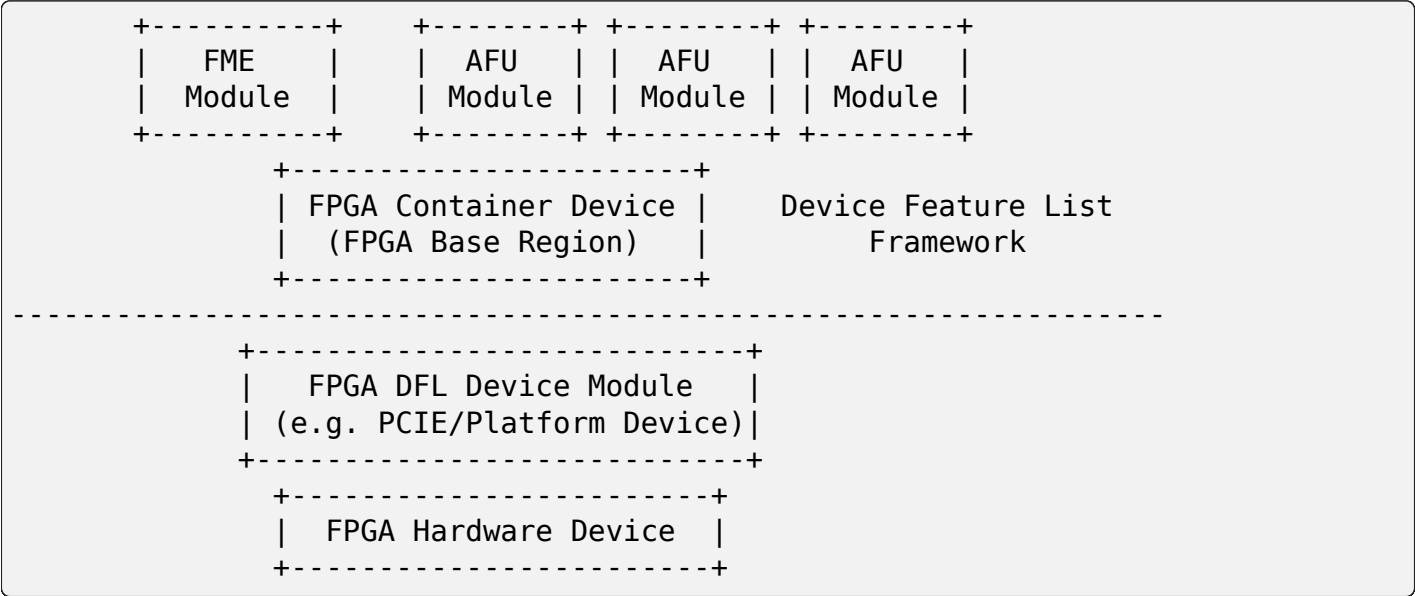 +----------+    +--------+ +--------+ +--------+
|   FME    |    |  AFU   | |  AFU   | |  AFU   |
|  Module  |    | Module | | Module | | Module |
+----------+    +--------+ +--------+ +--------+
+-----------------------+
| FPGA Container Device |    Device Feature List
|  (FPGA Base Region)   |         Framework
+-----------------------+
------------------------------------------------------------------
+----------------------------+
|   FPGA DFL Device Module   |
| (e.g. PCIE/Platform Device)|
+----------------------------+
+------------------------+
|  FPGA Hardware Device  |
+------------------------+